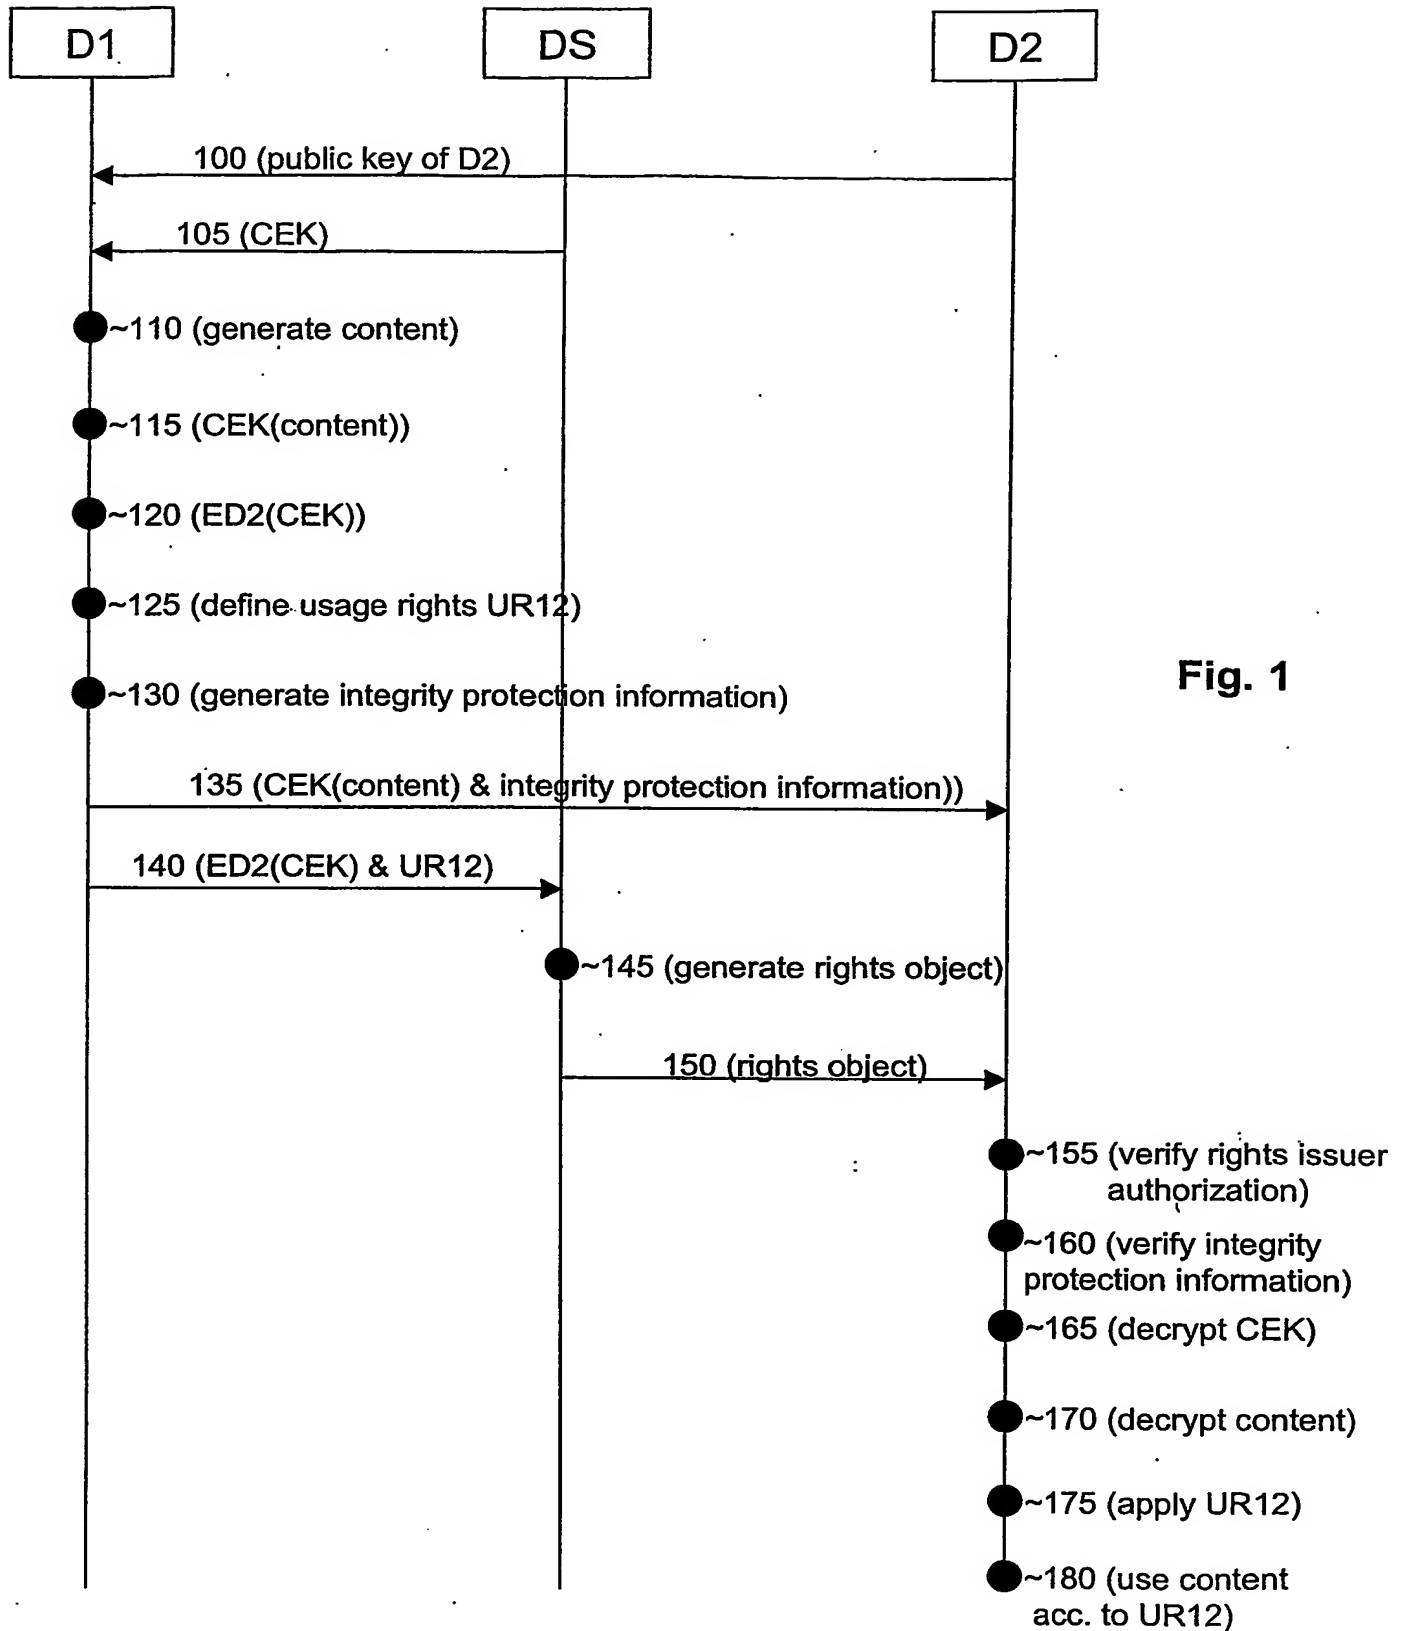 D1
DS
D2
100 (public key of D2)
105 (CEK)
~110 (generate content)
~115 (CEK(content))
~120 (ED2(CEK))
~125 (define usage rights UR12)
~130 (generate integrity protection information)
Fig. 1
135 (CEK(content) & integrity protection information))
140 (ED2(CEK) & UR12)
~145 (generate rights object)
150 (rights object)
~155 (verify rights issuer
authorization)
~160 (verify integrity
protection information)
~165 (decrypt CEK)
~170 (decrypt content)
~175 (apply UR12)
~180 (use content
acc. to UR12)